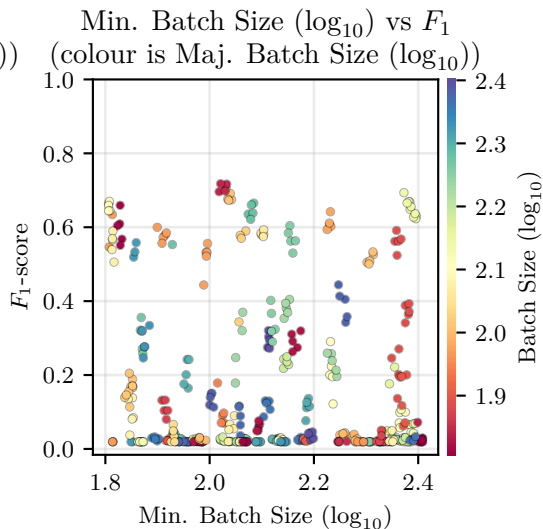 Min. Batch Size (log₁₀) vs F₁
)) (colour is Maj. Batch Size (log₁₀))
1.0
0.8
0.6
0.4
0.2
0.0
F₁-score
1.8 2.0 2.2 2.4
Min. Batch Size (log₁₀)
2.4
2.3
2.2
2.1
2.0
1.9
Batch Size (log₁₀)